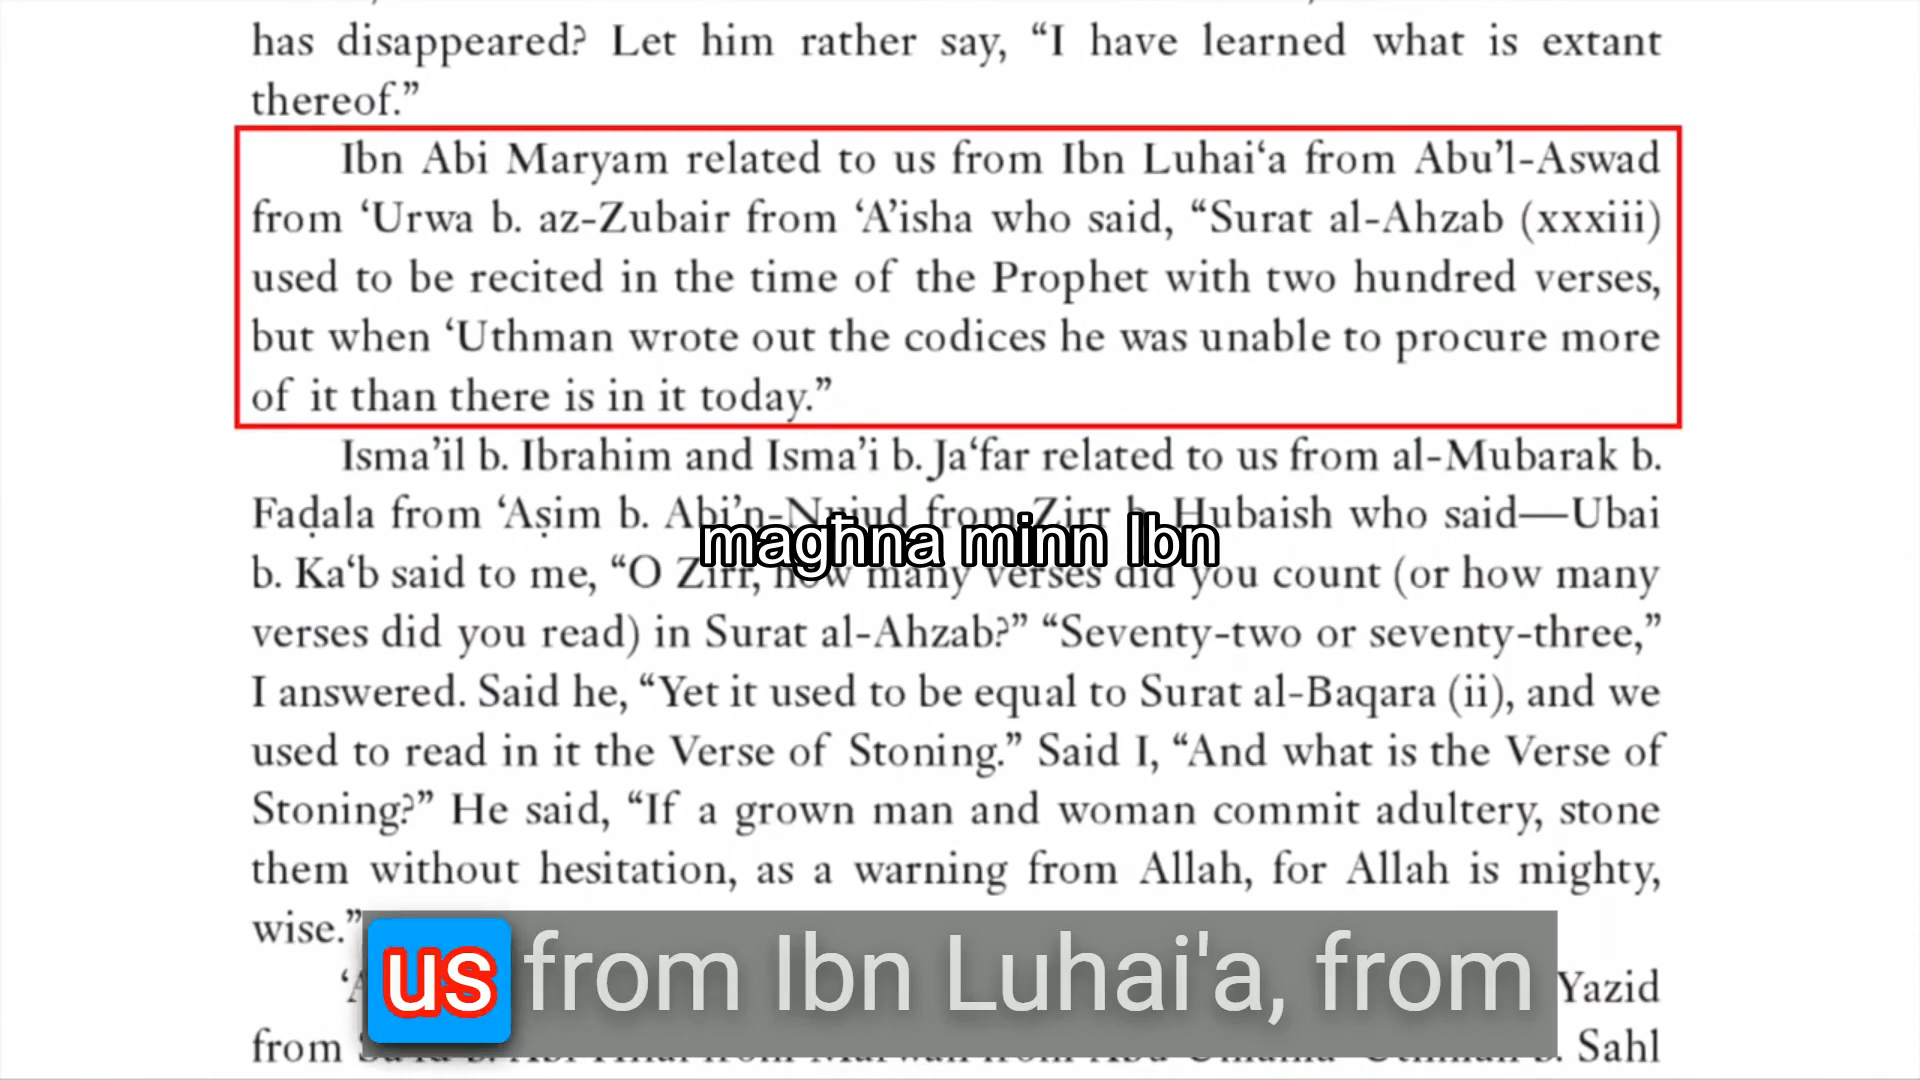 has disappeared? Let him rather say, “I have learned what is extant
thereof.”
Ibn Abi Maryam related to us from Ibn Luhai‘a from Abu’l-Aswad
from ‘Urwa b. az-Zubair from ‘A’isha who said, “Surat al-Ahzab (xxxiii)
used to be recited in the time of the Prophet with two hundred verses,
but when ‘Uthman wrote out the codices he was unable to procure more
of it than there is in it today.”
Isma’il b. Ibrahim and Isma’i b. Ja‘far related to us from al-Mubarak b.
Faḍala from ‘Aṣim b. Abi’n-Nujud from Zirr b. Hubaish who said—Ubai
magħna minn Ibn
b. Ka‘b said to me, “O Zirr, how many verses did you count (or how many
verses did you read) in Surat al-Ahzab?” “Seventy-two or seventy-three,”
I answered. Said he, “Yet it used to be equal to Surat al-Baqara (ii), and we
used to read in it the Verse of Stoning.” Said I, “And what is the Verse of
Stoning?” He said, “If a grown man and woman commit adultery, stone
them without hesitation, as a warning from Allah, for Allah is mighty,
wise.”
us from Ibn Luhai'a, from
Yazid
from Sahl